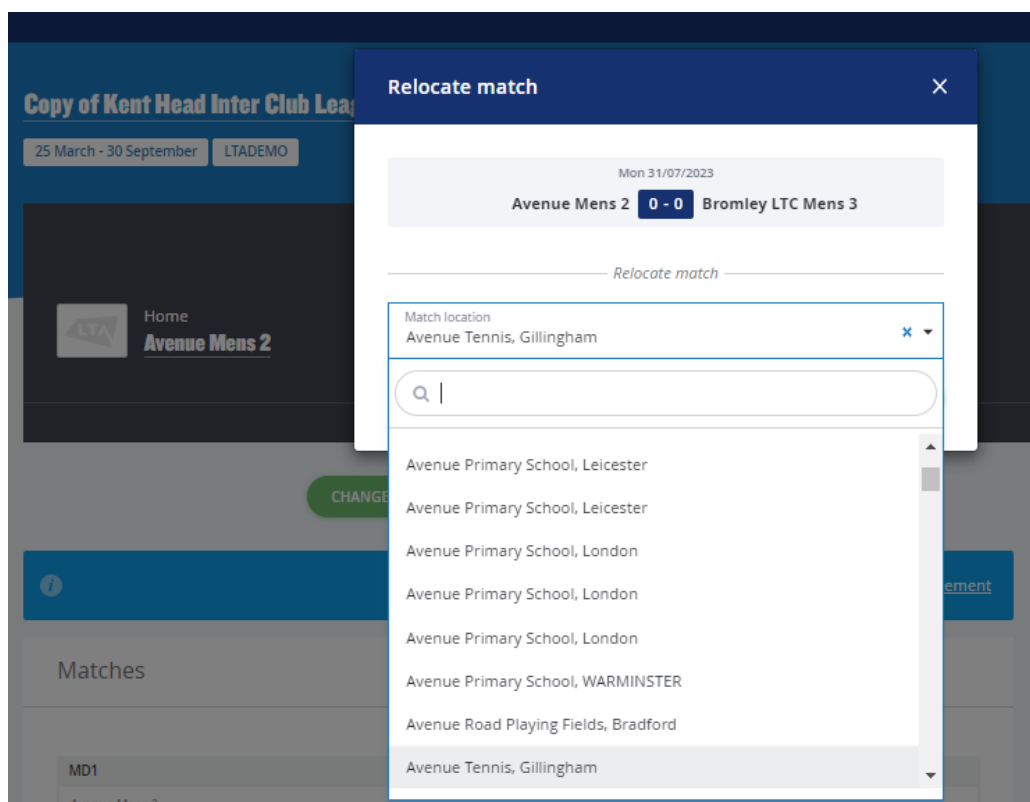 Relocate match
Copy of Kent Head Inter Club Lea
25 March - 30 September
LTADEMO
Mon 31/07/2023
Avenue Mens 2 0 - 0 Bromley LTC Mens 3
Relocate match
LTA
Home
Avenue Mens 2
Match location
Avenue Tennis, Gillingham
Avenue Primary School, Leicester
CHANGE
Avenue Primary School, Leicester
Avenue Primary School, London
Avenue Primary School, London
ement
Avenue Primary School, London
Matches
Avenue Primary School, WARMINSTER
Avenue Road Playing Fields, Bradford
MD1
Avenue Tennis, Gillingham